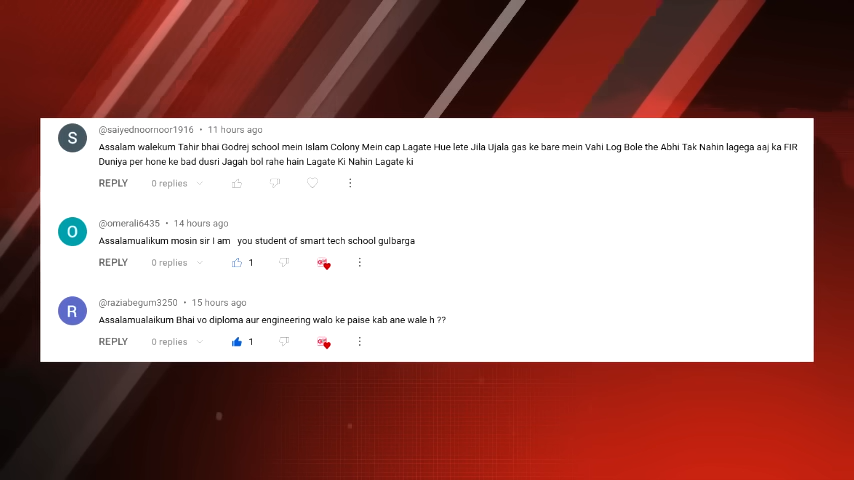 S
@saiyednoornoor1916 • 11 hours ago
Assalam walekum Tahir bhai Godrej school mein Islam Colony Mein cap Lagate Hue lete Jila Ujala gas ke bare mein Vahi Log Bole the Abhi Tak Nahin lagega aaj ka FIR
Duniya per hone ke bad dusri Jagah bol rahe hain Lagate Ki Nahin Lagate ki
REPLY 0 replies
O
@omerali6435 • 14 hours ago
Assalamualikum mosin sir I am you student of smart tech school gulbarga
REPLY 0 replies 1
R
@raziabegum3250 • 15 hours ago
Assalamualaikum Bhai vo diploma aur engineering walo ke paise kab ane wale h ??
REPLY 0 replies 1